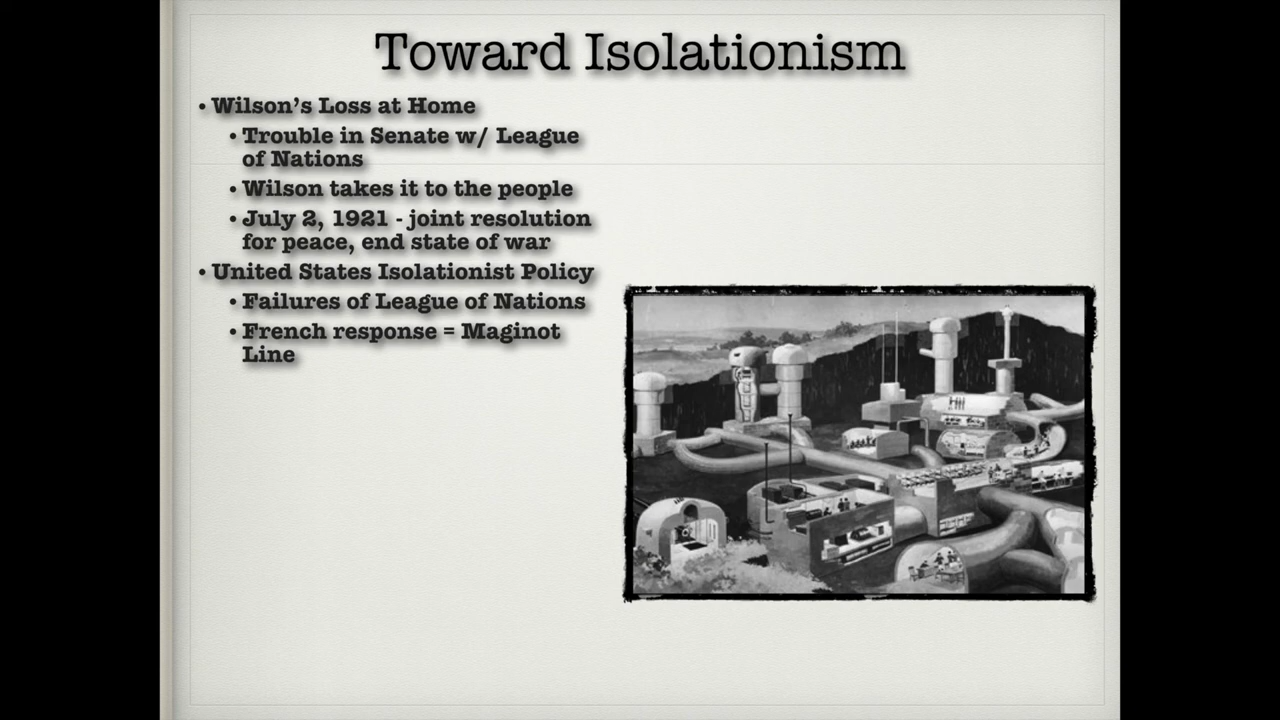 Toward Isolationism
• Wilson's Loss at Home
• Trouble in Senate w/ League
of Nations
• Wilson takes it to the people
• July 2, 1921 - joint resolution
for peace, end state of war
• United States Isolationist Policy
• Failures of League of Nations
• French response = Maginot
Line